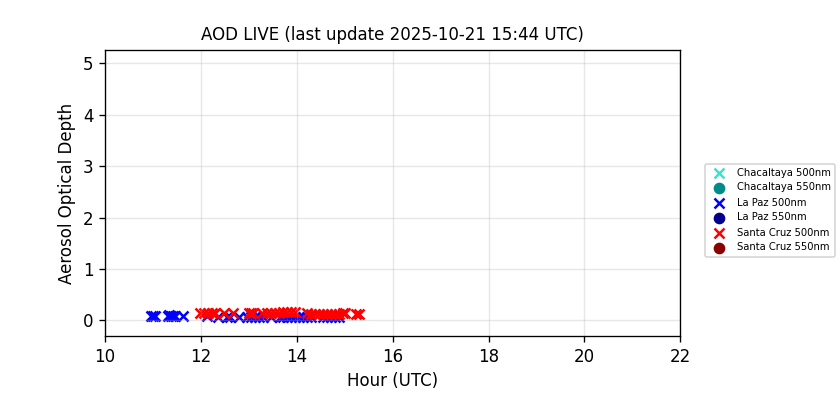 AOD LIVE (last update 2025-10-21 15:44 UTC)
Aerosol Optical Depth
5
4
3
2
1
0
10 12 14 16 18 20 22
Hour (UTC)
Chacaltaya 500nm
Chacaltaya 550nm
La Paz 500nm
La Paz 550nm
Santa Cruz 500nm
Santa Cruz 550nm